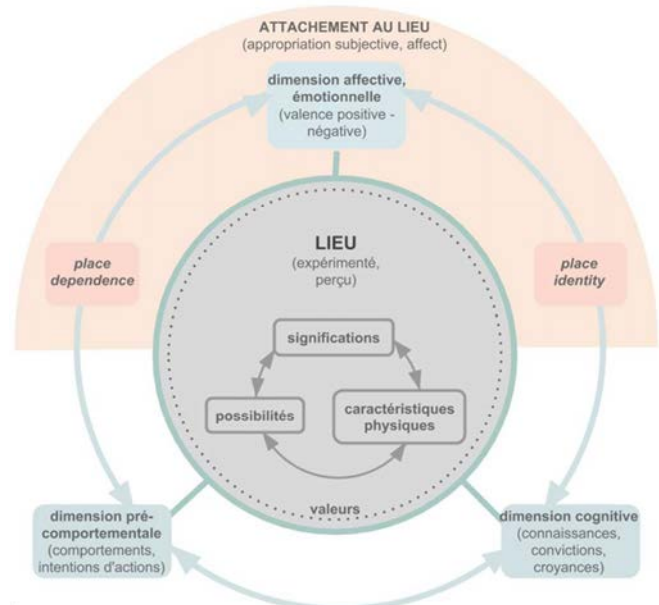 ATTACHEMENT AU LIEU
(appropriation subjective, affect)
dimension affective,
émotionnelle
(valence positive -
négative)
LIEU
(expérimenté,
perçu)
place
dependence
place
identity
significations
possibilités
caractéristiques
physiques
valeurs
dimension pré-
comportementale
(comportements,
intentions d'actions)
dimension cognitive
(connaissances,
convictions,
croyances)